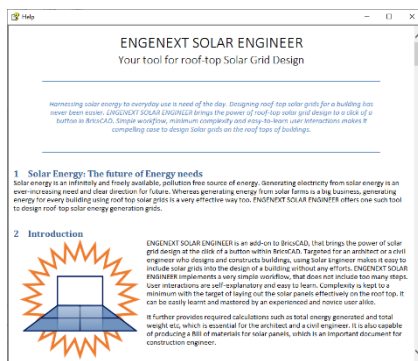 Help
ENGENEXT SOLAR ENGINEER
Your tool for roof-top Solar Grid Design
Harnessing solar energy to everyday use is need of the day. Designing roof top solar grids for a building has
never been easier. ENGENEXT SOLAR ENGINEER brings the power of roof-top solar grid design to a click of a
button in BricsCAD. Simple workflow, minimum complexity and easy-to-learn user interactions makes it
compelling case to design Solar grids on the roof tops of buildings.
1 Solar Energy: The future of Energy needs
Solar energy is an infinitely and freely available, pollution free source of energy. Generating electricity from solar energy is an
ever-increasing need and clear direction for future. Whereas generating energy from solar farms is a big business, generating
energy for every building using roof top solar grids is a very effective way too. ENGENEXT SOLAR ENGINEER offers one such tool
to design roof-top solar energy generation grids.
2 Introduction
ENGENEXT SOLAR ENGINEER is an add-on to BricsCAD, that brings the power of solar
grid design at the click of a button within BricsCAD. Targeted for an architect or a civil
engineer who designs and constructs buildings, using Solar Engineer makes it easy to
include solar grids into the design of a building without any efforts. ENGENEXT SOLAR
ENGINEER implements a very simple workflow, that does not include too many steps.
User interactions are self-explanatory and easy to learn. Complexity is kept to a
minimum with the target of laying out the solar panels effectively on the roof top. It
can be easily learnt and mastered by an experienced and novice user alike.
It further provides required calculations such as total energy generated and total
weight etc, which is essential for the architect and a civil engineer. It is also capable
of producing a Bill of materials for solar panels, which is an important document for
construction engineer.